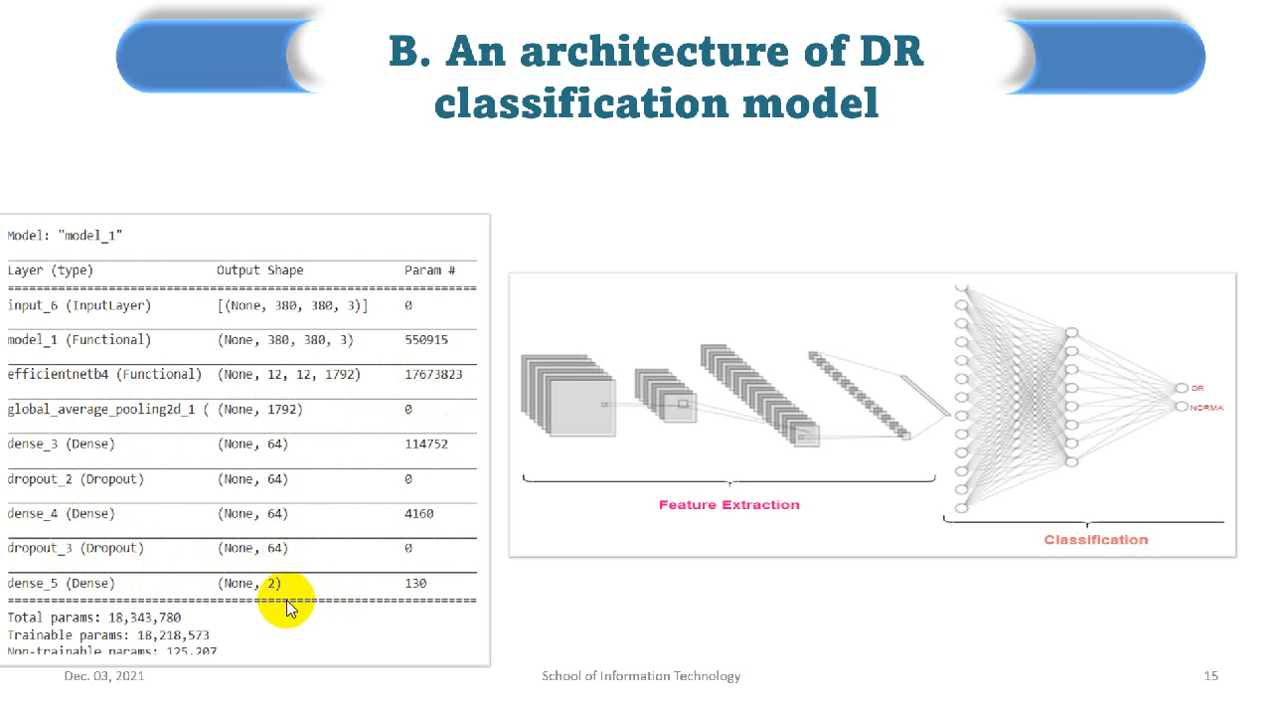 B. An architecture of DR
classification model
Model: "model_1"
Layer (type) Output Shape Param #
input_6 (InputLayer) [(None, 380, 380, 3)] 0
model_1 (Functional) (None, 380, 380, 3) 550915
efficientnetb4 (Functional) (None, 12, 12, 1792) 17673823
global_average_pooling2d_1 ( (None, 1792) 0
dense_3 (Dense) (None, 64) 114752
dropout_2 (Dropout) (None, 64) 0
dense_4 (Dense) (None, 64) 4160
dropout_3 (Dropout) (None, 64) 0
dense_5 (Dense) (None, 2) 130
Total params: 18,343,780
Trainable params: 18,218,573
Non-trainable params: 125,207
DR
NORMA
Feature Extraction
Classification
Dec. 03, 2021 School of Information Technology 15